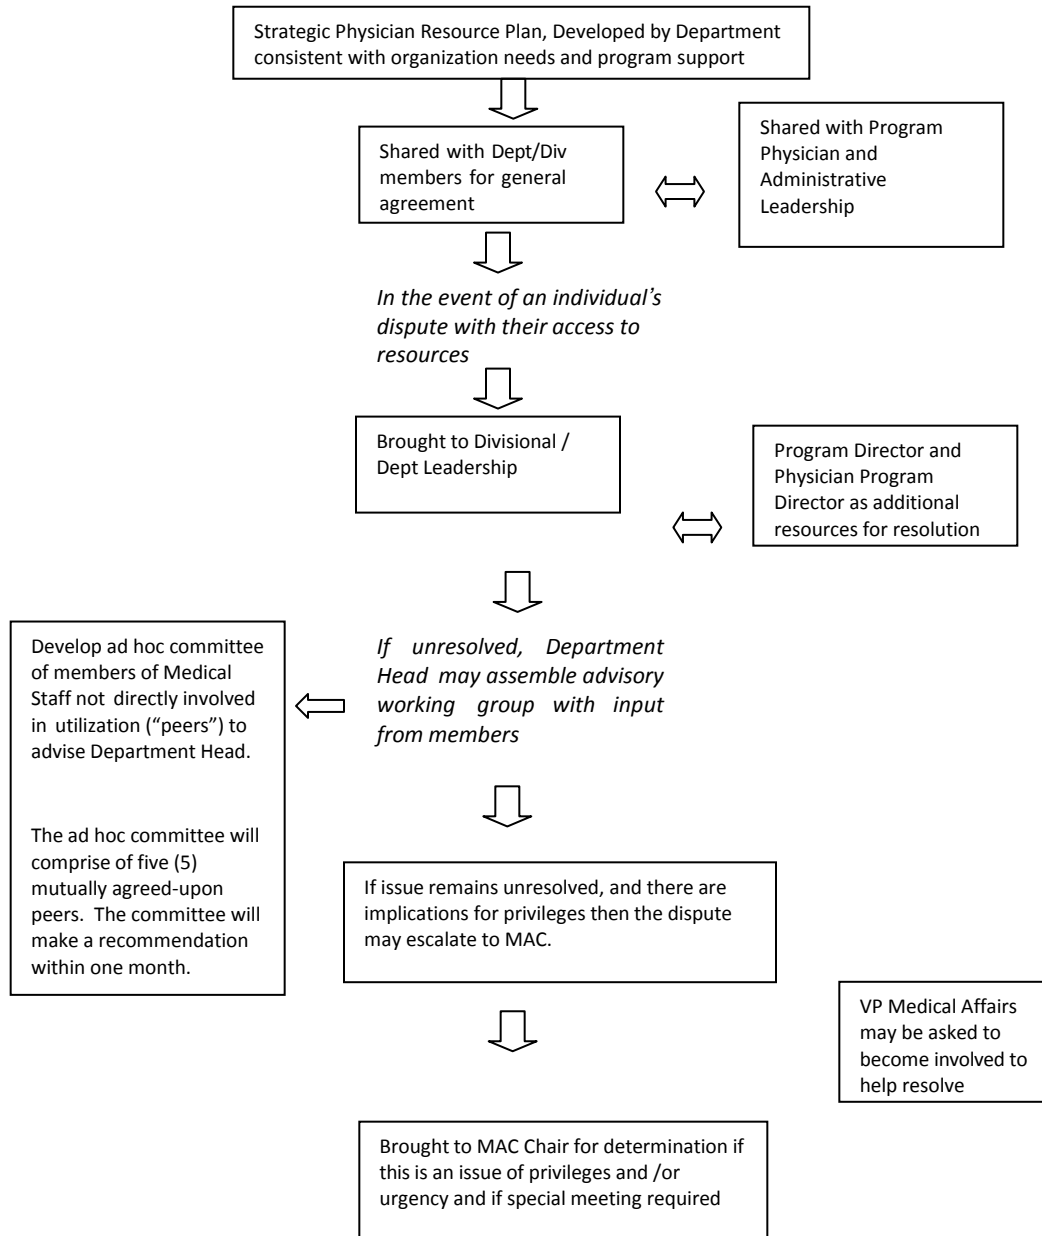 Strategic Physician Resource Plan, Developed by Department
consistent with organization needs and program support
Shared with Dept/Div
members for general
agreement
Shared with Program
Physician and
Administrative
Leadership
In the event of an individual's
dispute with their access to
resources
Brought to Divisional /
Dept Leadership
Program Director and
Physician Program
Director as additional
resources for resolution
If unresolved, Department
Head may assemble advisory
working group with input
from members
Develop ad hoc committee
of members of Medical
Staff not directly involved
in utilization (“peers”) to
advise Department Head.
The ad hoc committee will
comprise of five (5)
mutually agreed-upon
peers. The committee will
make a recommendation
within one month.
If issue remains unresolved, and there are
implications for privileges then the dispute
may escalate to MAC.
VP Medical Affairs
may be asked to
become involved to
help resolve
Brought to MAC Chair for determination if
this is an issue of privileges and /or
urgency and if special meeting required